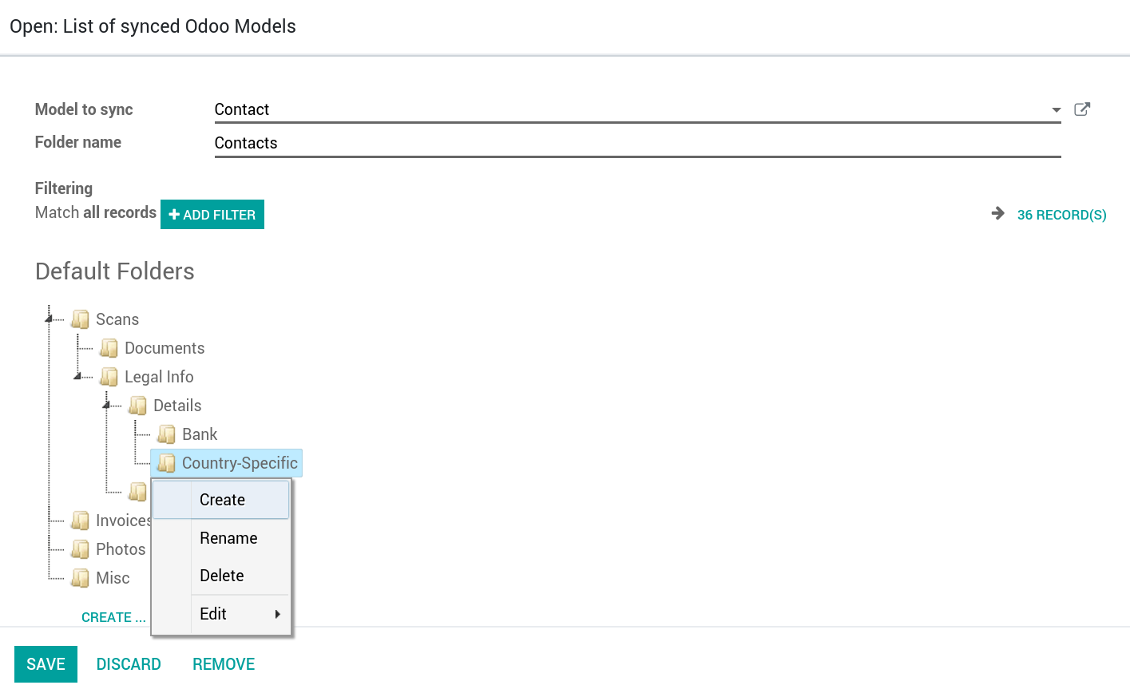 Open: List of synced Odoo Models
Model to sync Contact
Folder name Contacts
Filtering
Match all records + ADD FILTER 36 RECORD(S)
Default Folders
Scans
Documents
Legal Info
Details
Bank
Country-Specific
Create
Invoices
Rename
Photos
Delete
Misc
Edit
CREATE ...
SAVE DISCARD REMOVE